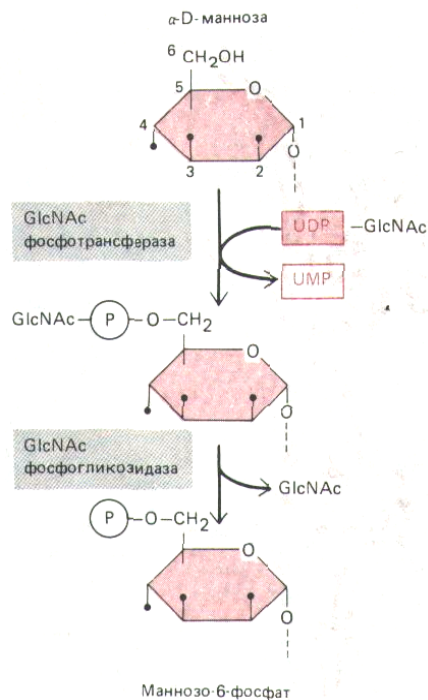 α-D-манноза
6
CH₂OH
5
O
4
1
O
3
2
GlcNAc
фосфотрансфераза
UDP
—GlcNAc
UMP
GlcNAc—P—O—CH₂
O
O
GlcNAc
фосфогликозидаза
GlcNAc
P—O—CH₂
O
O
Маннозо-6-фосфат